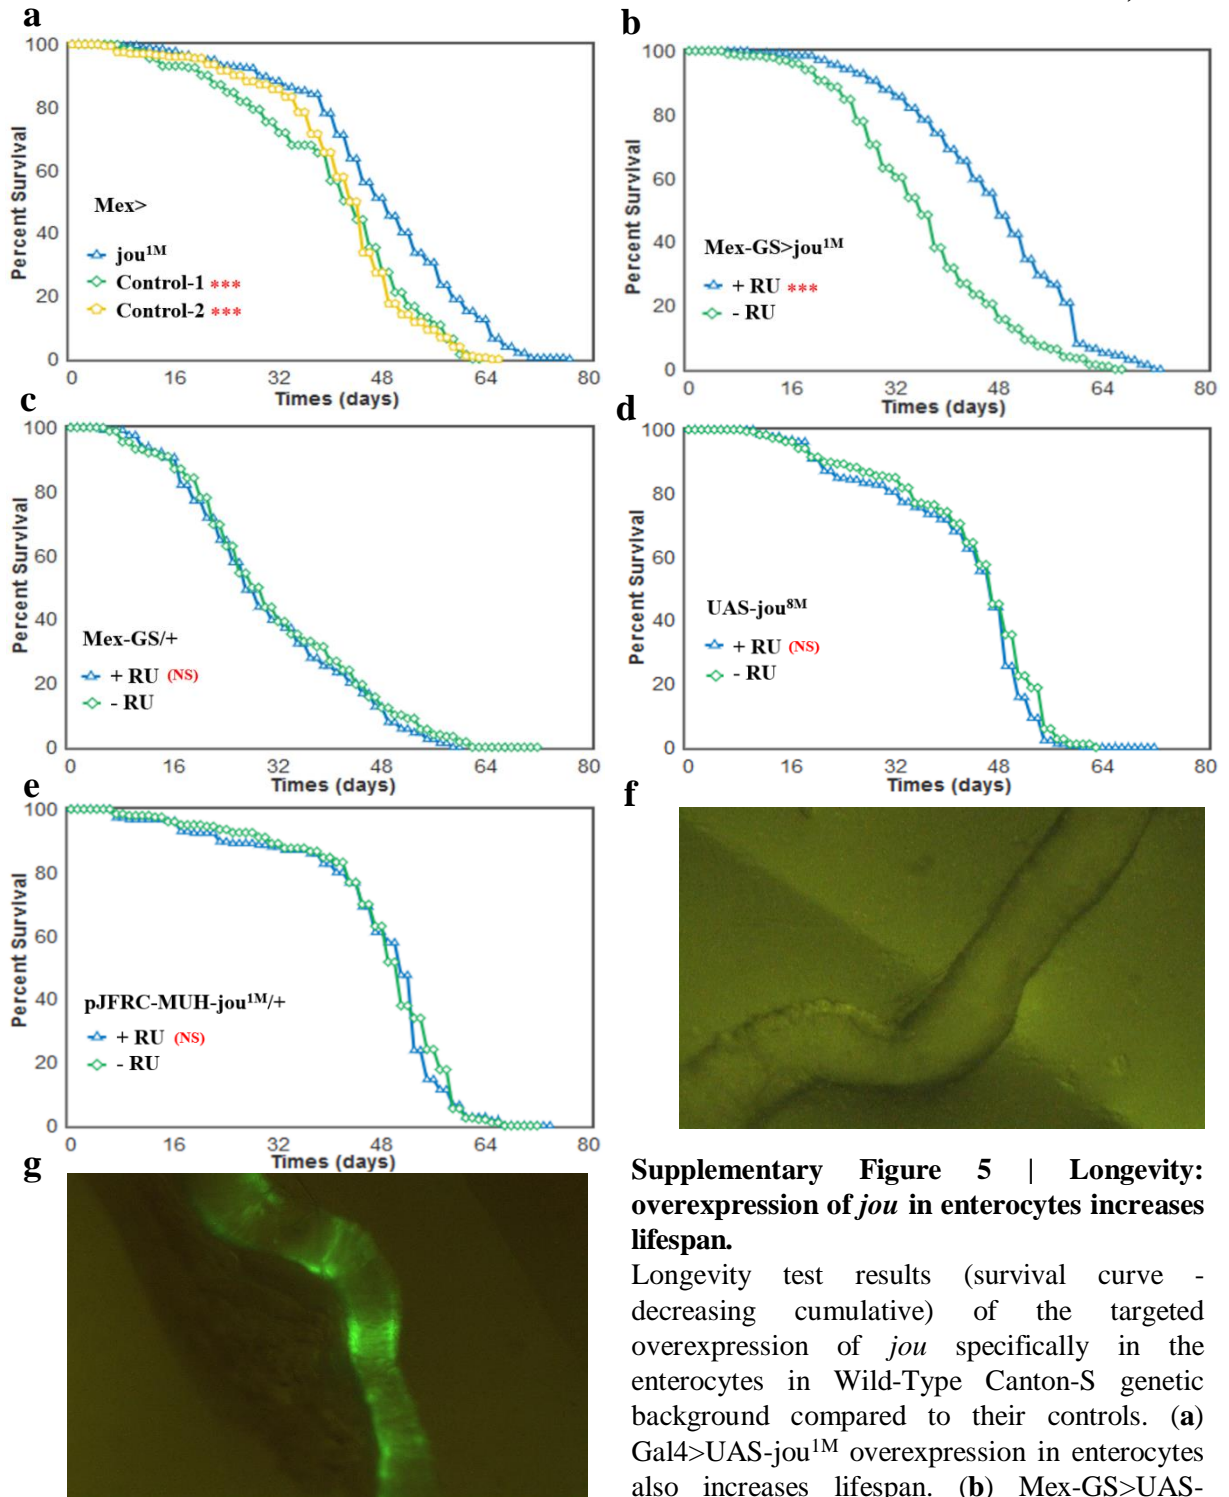 a
100
80
60
40
20
0
Percent Survival
Mex>
jou1M
Control-1 ***
Control-2 ***
0 16 32 48 64 80
Times (days)
b
100
80
60
40
20
0
Percent Survival
Mex-GS>jou1M
+ RU ***
- RU
0 16 32 48 64 80
Times (days)
c
100
80
60
40
20
0
Percent Survival
Mex-GS/+
+ RU (NS)
- RU
0 16 32 48 64 80
Times (days)
d
100
80
60
40
20
0
Percent Survival
UAS-jou8M
+ RU (NS)
- RU
0 16 32 48 64 80
Times (days)
e
100
80
60
40
20
0
Percent Survival
pJFRC-MUH-jou1M/+
+ RU (NS)
- RU
0 16 32 48 64 80
Times (days)
f
g
Supplementary Figure 5 | Longevity:
overexpression of jou in enterocytes increases
lifespan.
Longevity test results (survival curve -
decreasing cumulative) of the targeted
overexpression of jou specifically in the
enterocytes in Wild-Type Canton-S genetic
background compared to their controls. (a)
Gal4>UAS-jou1M overexpression in enterocytes
also increases lifespan. (b) Mex-GS>UAS-